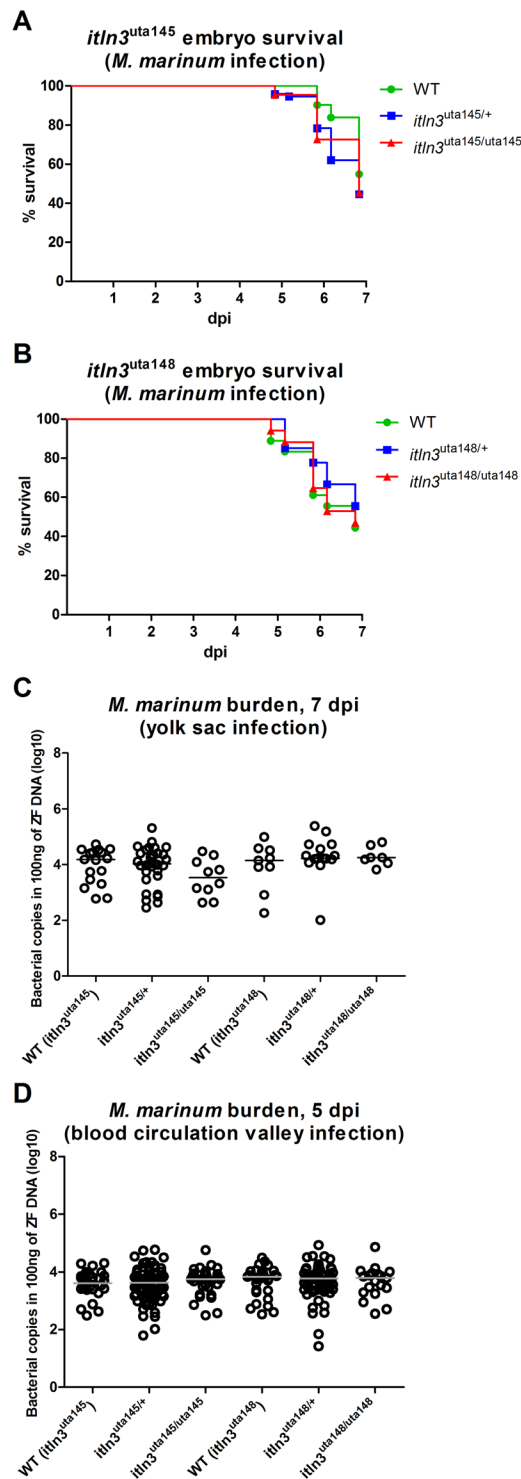 A
itln3uta145 embryo survival
(M. marinum infection)
100
80
60
40
20
0
% survival
1 2 3 4 5 6 7
dpi
WT
itln3uta145/+
itln3uta145/uta145
B
itln3uta148 embryo survival
(M. marinum infection)
100
80
60
40
20
0
% survival
1 2 3 4 5 6 7
dpi
WT
itln3uta148/+
itln3uta148/uta148
C
M. marinum burden, 7 dpi
(yolk sac infection)
Bacterial copies in 100ng of ZF DNA (log10)
8
6
4
2
0
WT (itln3uta145)
itln3uta145/+
itln3uta145/uta145
WT (itln3uta148)
itln3uta148/+
itln3uta148/uta148
D
M. marinum burden, 5 dpi
(blood circulation valley infection)
Bacterial copies in 100ng of ZF DNA (log10)
8
6
4
2
0
WT (itln3uta145)
itln3uta145/+
itln3uta145/uta145
WT (itln3uta148)
itln3uta148/+
itln3uta148/uta148